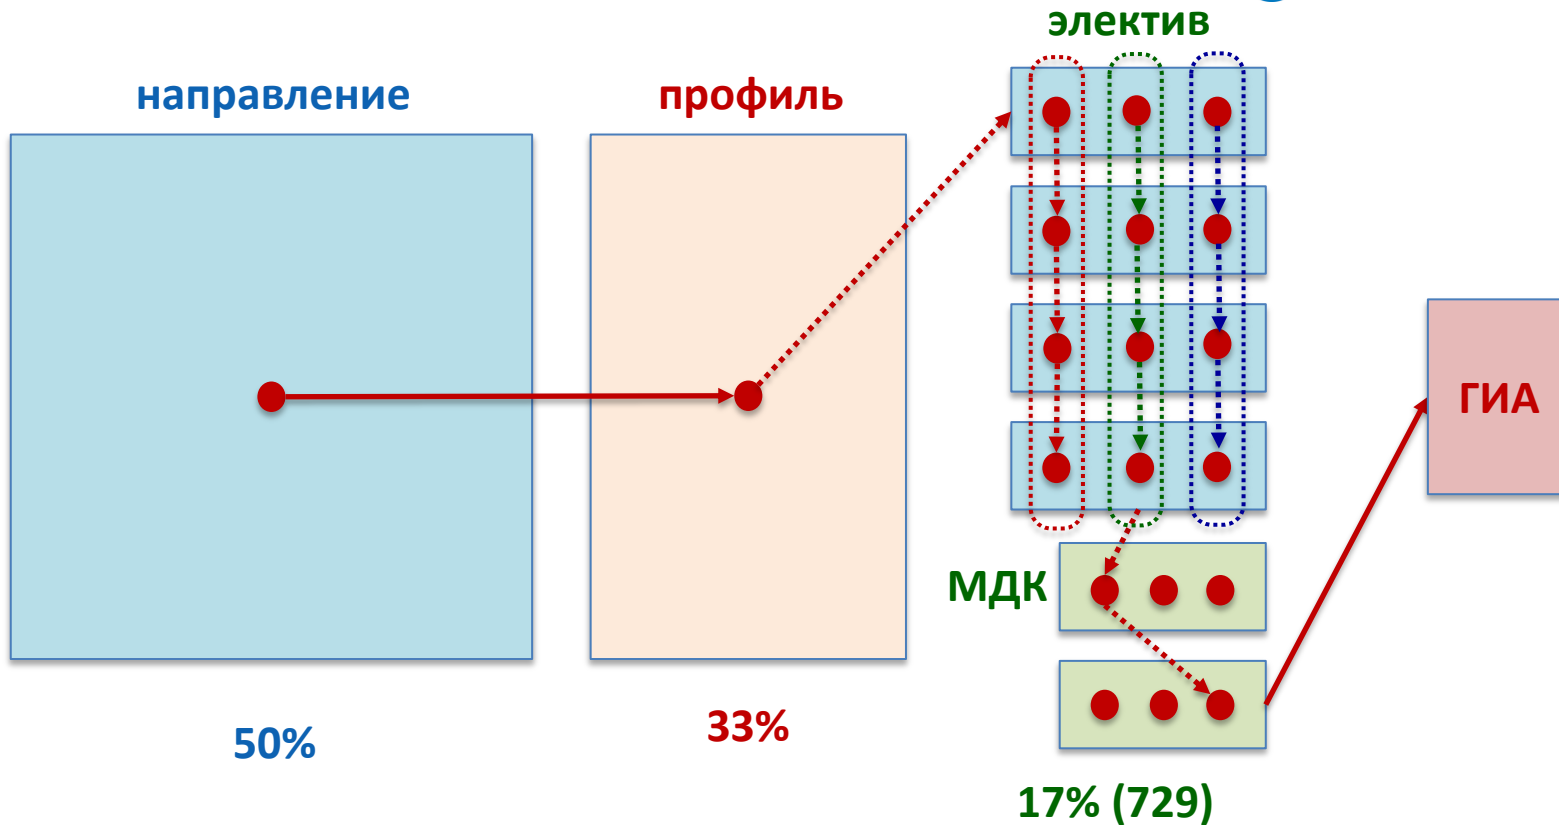 электив
направление
профиль
ГИА
МДК
50%
33%
17% (729)